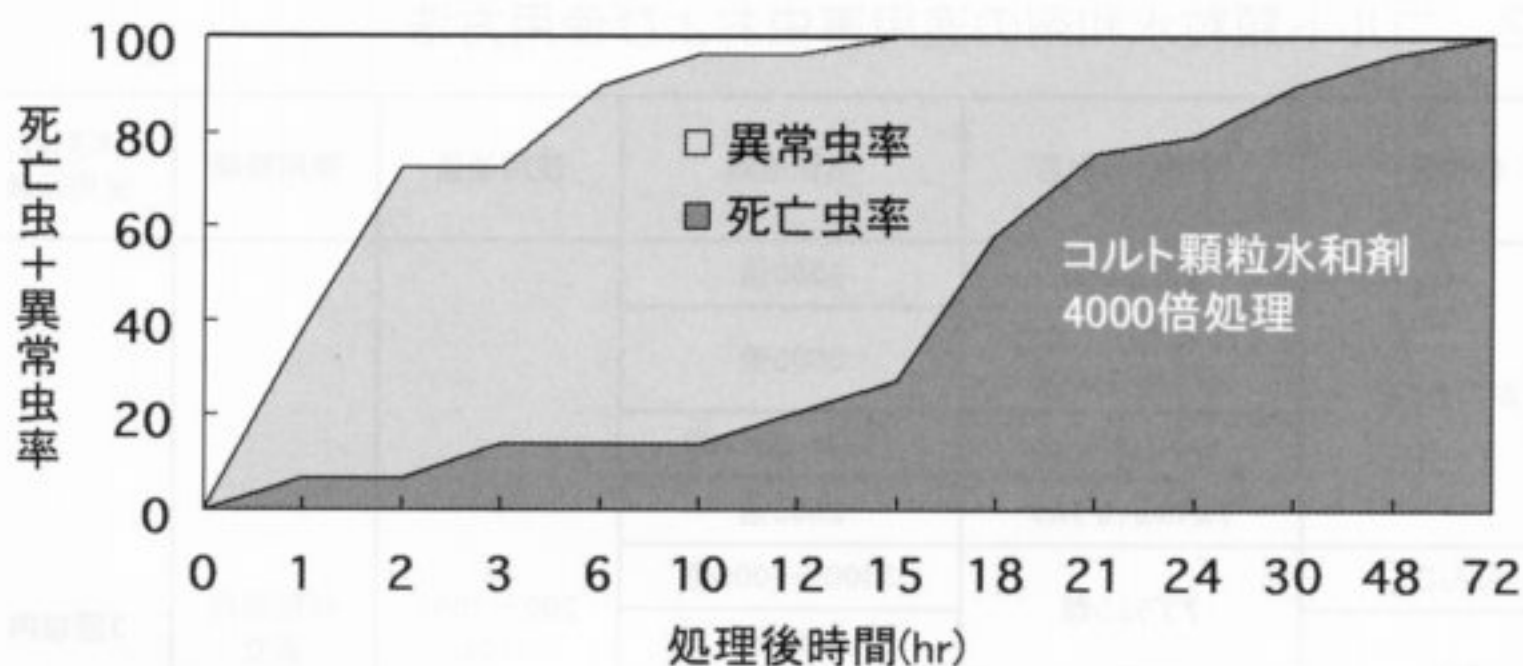 死亡虫+異常虫率
100
80
60
40
20
0
□ 異常虫率
■ 死亡虫率
コルト顆粒水和剤
4000倍処理
0 1 2 3 6 10 12 15 18 21 24 30 48 72
処理後時間(hr)